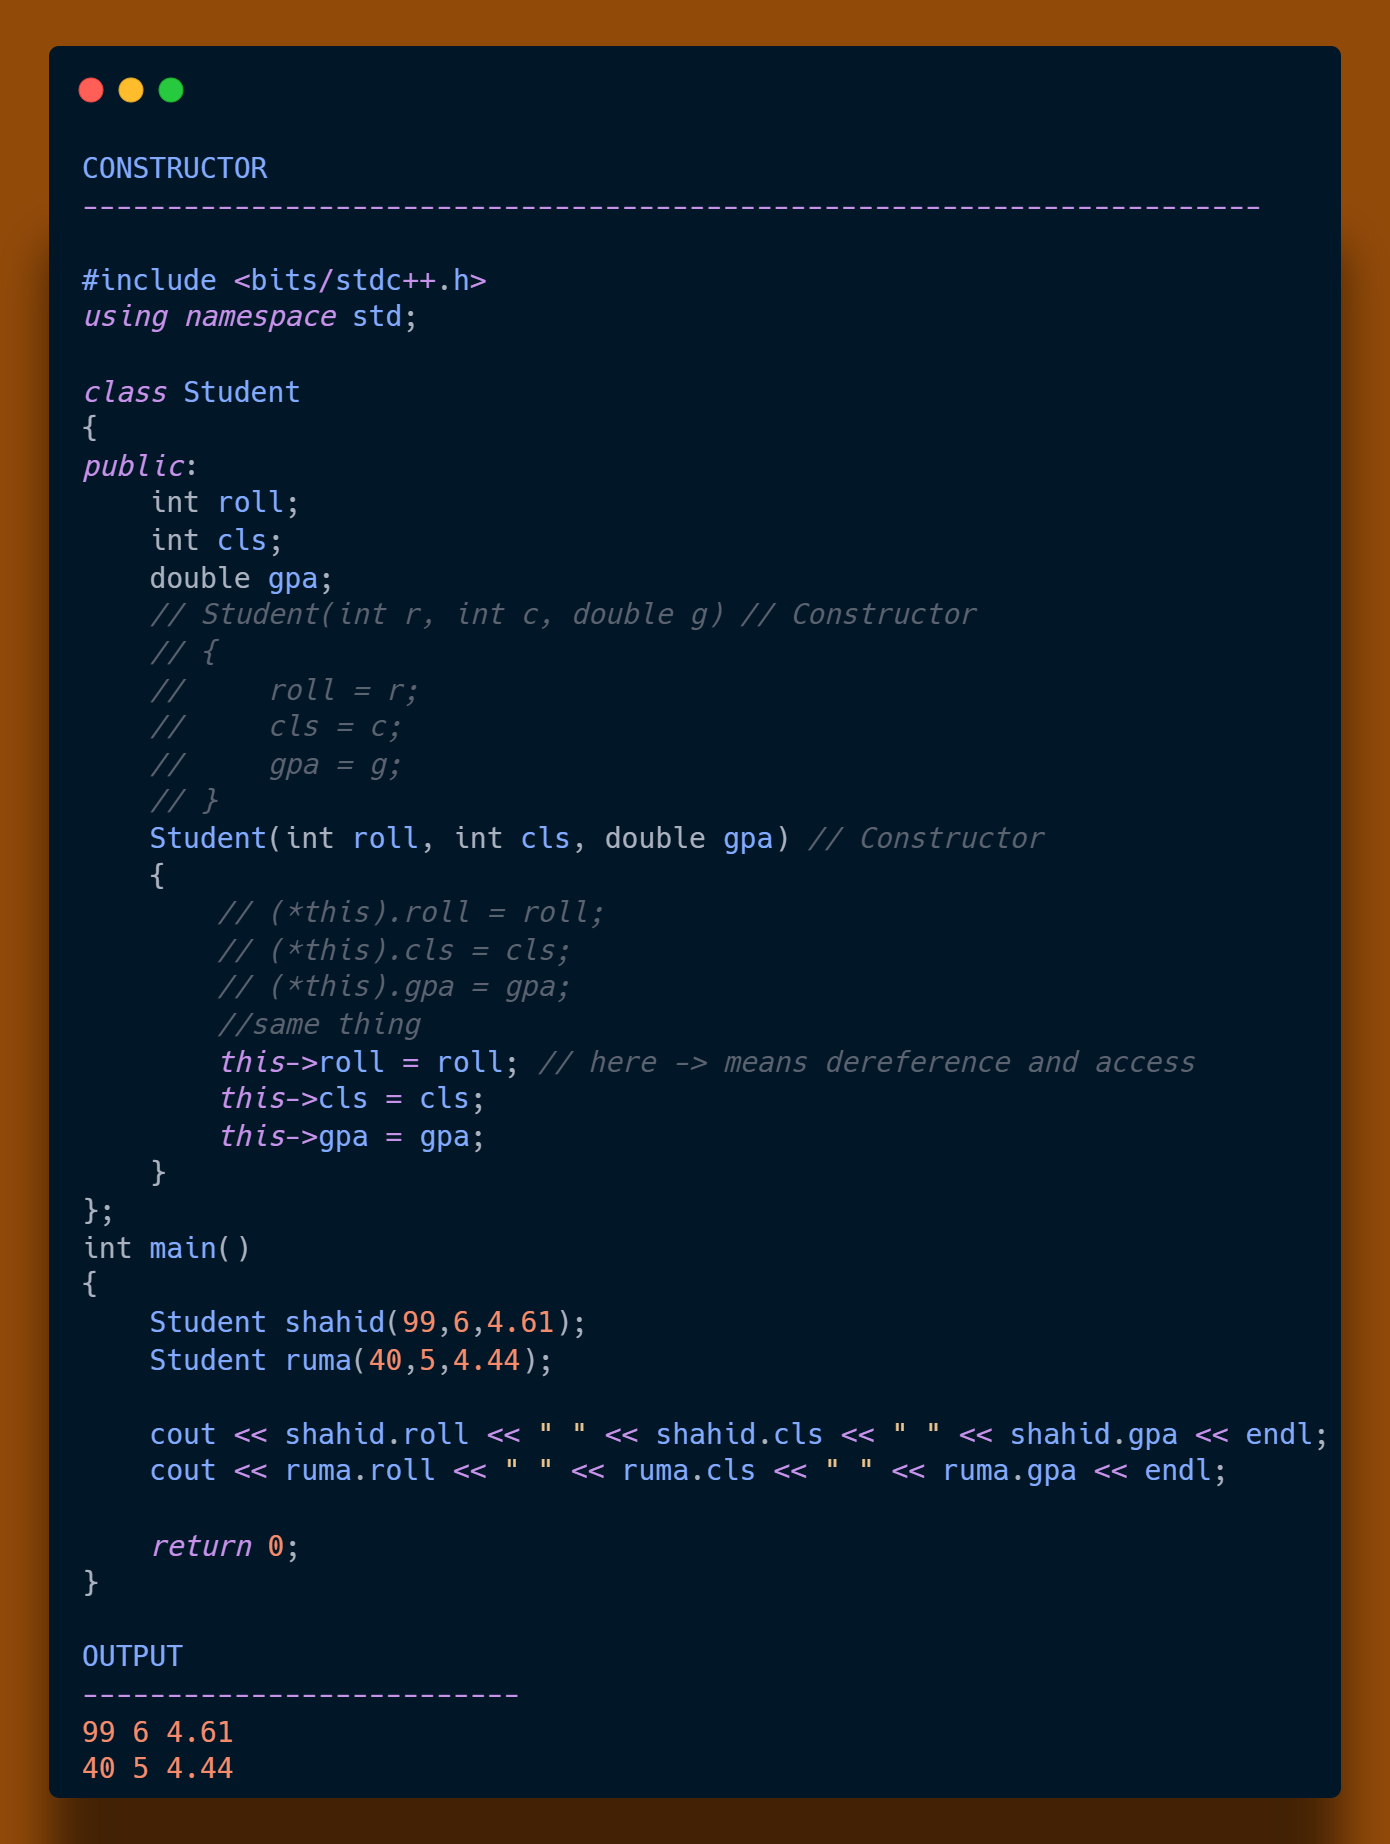 CONSTRUCTOR
----------------------------------------------------------------------

#include <bits/stdc++.h>
using namespace std;

class Student
{
public:
    int roll;
    int cls;
    double gpa;
    // Student(int r, int c, double g) // Constructor
    // {
    //     roll = r;
    //     cls = c;
    //     gpa = g;
    // }
    Student(int roll, int cls, double gpa) // Constructor
    {
        // (*this).roll = roll;
        // (*this).cls = cls;
        // (*this).gpa = gpa;
        //same thing
        this->roll = roll; // here -> means dereference and access
        this->cls = cls;
        this->gpa = gpa;
    }
};
int main()
{
    Student shahid(99,6,4.61);
    Student ruma(40,5,4.44);

    cout << shahid.roll << " " << shahid.cls << " " << shahid.gpa << endl;
    cout << ruma.roll << " " << ruma.cls << " " << ruma.gpa << endl;

    return 0;
}

OUTPUT
--------------------------
99 6 4.61
40 5 4.44